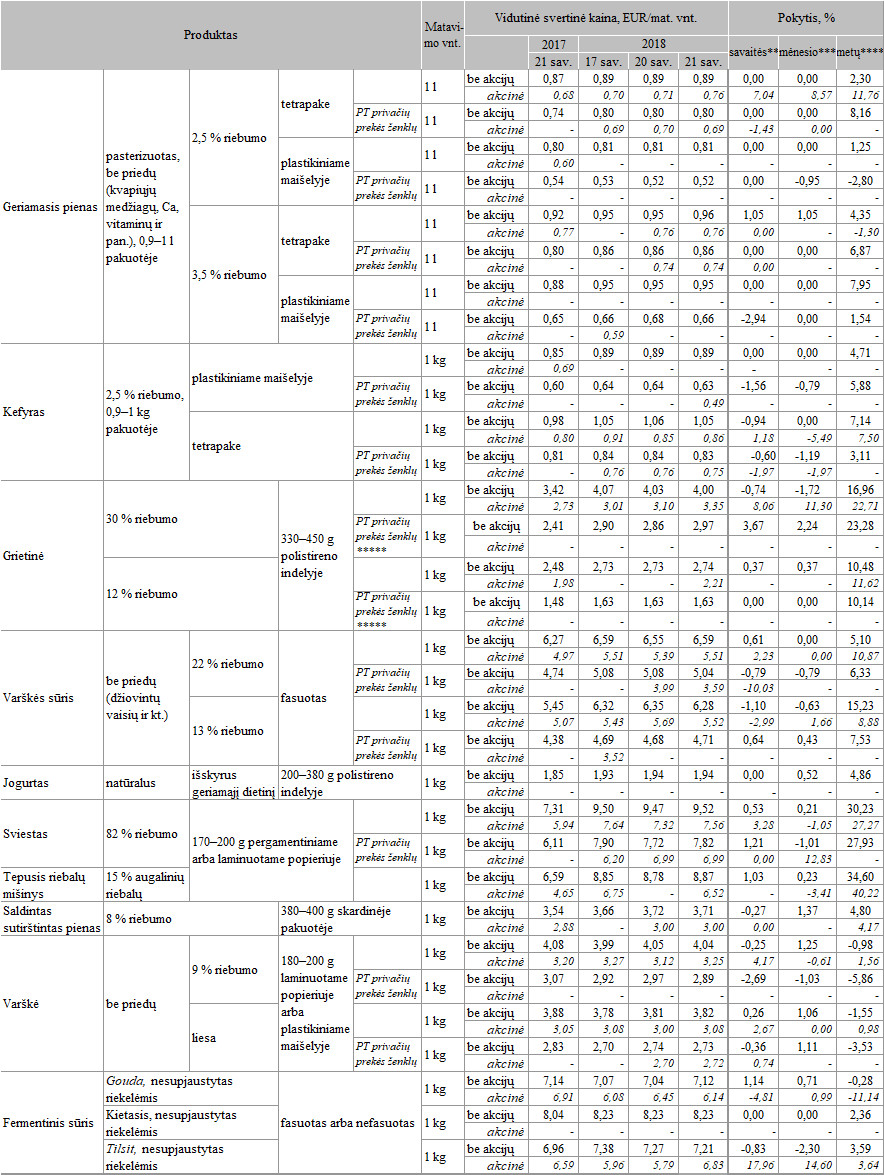 Produktas
Matavi-
mo vnt.
Vidutinė svertinė kaina, EUR/mat. vnt.
Pokytis, %
2017
2018
savaitės**
mėnesio***
metų****
21 sav.
17 sav.
20 sav.
21 sav.
Geriamasis pienas
pasterizuotas,
be priedų
(kvapiųjų
medžiagų, Ca,
vitaminų ir
pan.), 0,9–1 l
pakuotėje
2,5 % riebumo
tetrapake
1 l
be akcijų 0,87 0,89 0,89 0,89 0,00 0,00 2,30
akcinė 0,68 0,70 0,71 0,76 7,04 8,57 11,76
PT privačių
prekės ženklų
1 l
be akcijų 0,74 0,80 0,80 0,80 0,00 0,00 8,16
akcinė - 0,69 0,70 0,69 -1,43 0,00 -
plastikiniame
maišelyje
1 l
be akcijų 0,80 0,81 0,81 0,81 0,00 0,00 1,25
akcinė 0,60 - - - - - -
PT privačių
prekės ženklų
1 l
be akcijų 0,54 0,53 0,52 0,52 0,00 -0,95 -2,80
akcinė - - - - - - -
3,5 % riebumo
tetrapake
1 l
be akcijų 0,92 0,95 0,95 0,96 1,05 1,05 4,35
akcinė 0,77 - 0,76 0,76 0,00 - -1,30
PT privačių
prekės ženklų
1 l
be akcijų 0,80 0,86 0,86 0,86 0,00 0,00 6,87
akcinė - - 0,74 0,74 0,00 - -
plastikiniame
maišelyje
1 l
be akcijų 0,88 0,95 0,95 0,95 0,00 0,00 7,95
akcinė - - - - - - -
PT privačių
prekės ženklų
1 l
be akcijų 0,65 0,66 0,68 0,66 -2,94 0,00 1,54
akcinė - 0,59 - - - - -
Kefyras
2,5 % riebumo,
0,9–1 kg
pakuotėje
plastikiniame maišelyje
1 kg
be akcijų 0,85 0,89 0,89 0,89 0,00 0,00 4,71
akcinė 0,69 - - - - - -
PT privačių
prekės ženklų
1 kg
be akcijų 0,60 0,64 0,64 0,63 -1,56 -0,79 5,88
akcinė - - - 0,49 - - -
tetrapake
1 kg
be akcijų 0,98 1,05 1,06 1,05 -0,94 0,00 7,14
akcinė 0,80 0,91 0,85 0,86 1,18 -5,49 7,50
PT privačių
prekės ženklų
1 kg
be akcijų 0,81 0,84 0,84 0,83 -0,60 -1,19 3,11
akcinė - 0,76 0,76 0,75 -1,97 -1,97 -
Grietinė
30 % riebumo
330–450 g
polistireno
indelyje
1 kg
be akcijų 3,42 4,07 4,03 4,00 -0,74 -1,72 16,96
akcinė 2,73 3,01 3,10 3,35 8,06 11,30 22,71
PT privačių
prekės ženklų
*****
1 kg
be akcijų 2,41 2,90 2,86 2,97 3,67 2,24 23,28
akcinė - - - - - - -
12 % riebumo
1 kg
be akcijų 2,48 2,73 2,73 2,74 0,37 0,37 10,48
akcinė 1,98 - - 2,21 - - 11,62
PT privačių
prekės ženklų
*****
1 kg
be akcijų 1,48 1,63 1,63 1,63 0,00 0,00 10,14
akcinė - - - - - - -
Varškės sūris
be priedų
(džiovintų
vaisių ir kt.)
22 % riebumo
fasuotas
1 kg
be akcijų 6,27 6,59 6,55 6,59 0,61 0,00 5,10
akcinė 4,97 5,51 5,39 5,51 2,23 0,00 10,87
PT privačių
prekės ženklų
1 kg
be akcijų 4,74 5,08 5,08 5,04 -0,79 -0,79 6,33
akcinė - - 3,99 3,59 -10,03 - -
13 % riebumo
1 kg
be akcijų 5,45 6,32 6,35 6,28 -1,10 -0,63 15,23
akcinė 5,07 5,43 5,69 5,52 -2,99 1,66 8,88
PT privačių
prekės ženklų
1 kg
be akcijų 4,38 4,69 4,68 4,71 0,64 0,43 7,53
akcinė - 3,52 - - - - -
Jogurtas
natūralus
išskyrus
geriamąjį dietinį
200–380 g polistireno
indelyje
1 kg
be akcijų 1,85 1,93 1,94 1,94 0,00 0,52 4,86
akcinė - - - - - - -
Sviestas
82 % riebumo
170–200 g pergamentiniame
arba laminuotame popieriuje
1 kg
be akcijų 7,31 9,50 9,47 9,52 0,53 0,21 30,23
akcinė 5,94 7,64 7,32 7,56 3,28 -1,05 27,27
PT privačių
prekės ženklų
1 kg
be akcijų 6,11 7,90 7,72 7,82 1,21 -1,01 27,93
akcinė - 6,20 6,99 6,99 0,00 12,83 -
Tepusis riebalų
mišinys
15 % augalinių
riebalų
1 kg
be akcijų 6,59 8,85 8,78 8,87 1,03 0,23 34,60
akcinė 4,65 6,75 - 6,52 - -3,41 40,22
Saldintas
sutirštintas pienas
8 % riebumo
380–400 g skardinėje
pakuotėje
1 kg
be akcijų 3,54 3,66 3,72 3,71 -0,27 1,37 4,80
akcinė 2,88 - 3,00 3,00 0,00 - 4,17
Varškė
be priedų
9 % riebumo
180–200 g
laminuotame
popieriuje
arba
plastikiniame
maišelyje
1 kg
be akcijų 4,08 3,99 4,05 4,04 -0,25 1,25 -0,98
akcinė 3,20 3,27 3,12 3,25 4,17 -0,61 1,56
PT privačių
prekės ženklų
1 kg
be akcijų 3,07 2,92 2,97 2,89 -2,69 -1,03 -5,86
akcinė - - - - - - -
liesa
1 kg
be akcijų 3,88 3,78 3,81 3,82 0,26 1,06 -1,55
akcinė 3,05 3,08 3,00 3,08 2,67 0,00 0,98
PT privačių
prekės ženklų
1 kg
be akcijų 2,83 2,70 2,74 2,73 -0,36 1,11 -3,53
akcinė - - 2,70 2,72 0,74 - -
Fermentinis sūris
Gouda, nesupjaustytas
riekelėmis
fasuotas arba nefasuotas
1 kg
be akcijų 7,14 7,07 7,04 7,12 1,14 0,71 -0,28
akcinė 6,91 6,08 6,45 6,14 -4,81 0,99 -11,14
Kietasis, nesupjaustytas
riekelėmis
1 kg
be akcijų 8,04 8,23 8,23 8,23 0,00 0,00 2,36
akcinė - - - - - - -
Tilsit, nesupjaustytas
riekelėmis
1 kg
be akcijų 6,96 7,38 7,27 7,21 -0,83 -2,30 3,59
akcinė 6,59 5,96 5,79 6,83 17,96 14,60 3,64